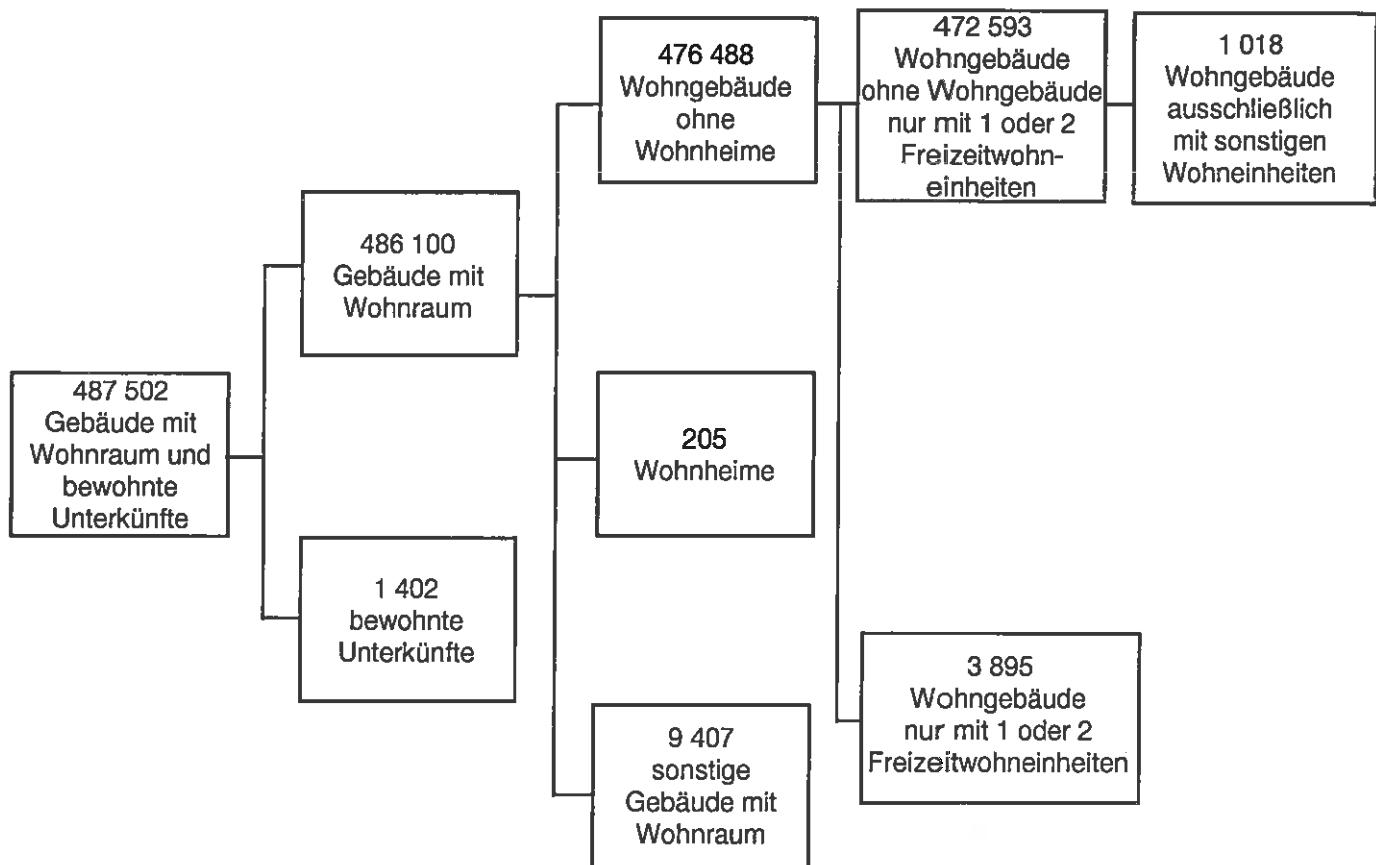 476 488
Wohngebäude
ohne
Wohnheime
472 593
Wohngebäude
ohne Wohngebäude
nur mit 1 oder 2
Freizeitwohn-
einheiten
1 018
Wohngebäude
ausschließlich
mit sonstigen
Wohneinheiten
486 100
Gebäude mit
Wohnraum
487 502
Gebäude mit
Wohnraum und
bewohnte
Unterkünfte
205
Wohnheime
1 402
bewohnte
Unterkünfte
3 895
Wohngebäude
nur mit 1 oder 2
Freizeitwohneinheiten
9 407
sonstige
Gebäude mit
Wohnraum